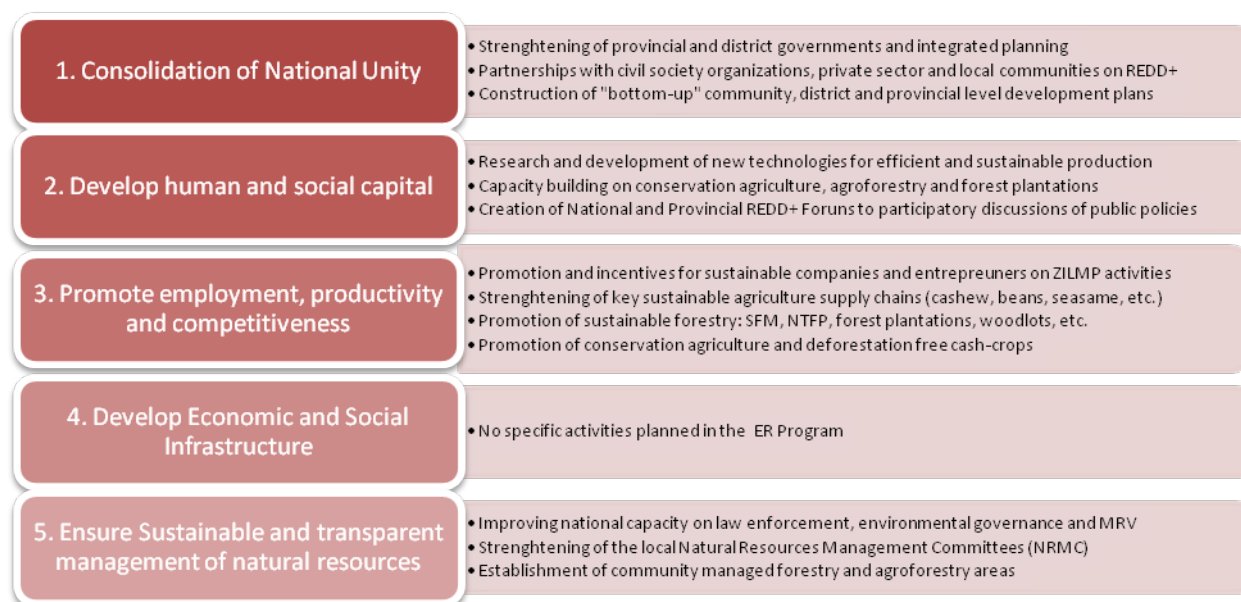 1. Consolidation of National Unity
• Strenghtening of provincial and district governments and integrated planning
• Partnerships with civil society organizations, private sector and local communities on REDD+
• Construction of "bottom-up" community, district and provincial level development plans
2. Develop human and social capital
• Research and development of new technologies for efficient and sustainable production
• Capacity building on conservation agriculture, agroforestry and forest plantations
• Creation of National and Provincial REDD+ Foruns to participatory discussions of public policies
3. Promote employment, productivity
and competitiveness
• Promotion and incentives for sustainable companies and entrepreuners on ZILMP activities
• Strenghtening of key sustainable agriculture supply chains (cashew, beans, seasame, etc.)
• Promotion of sustainable forestry: SFM, NTFP, forest plantations, woodlots, etc.
• Promotion of conservation agriculture and deforestation free cash-crops
4. Develop Economic and Social
Infrastructure
• No specific activities planned in the ER Program
5. Ensure Sustainable and transparent
management of natural resources
• Improving national capacity on law enforcement, environmental governance and MRV
• Strenghtening of the local Natural Resources Management Committees (NRMC)
• Establishment of community managed forestry and agroforestry areas